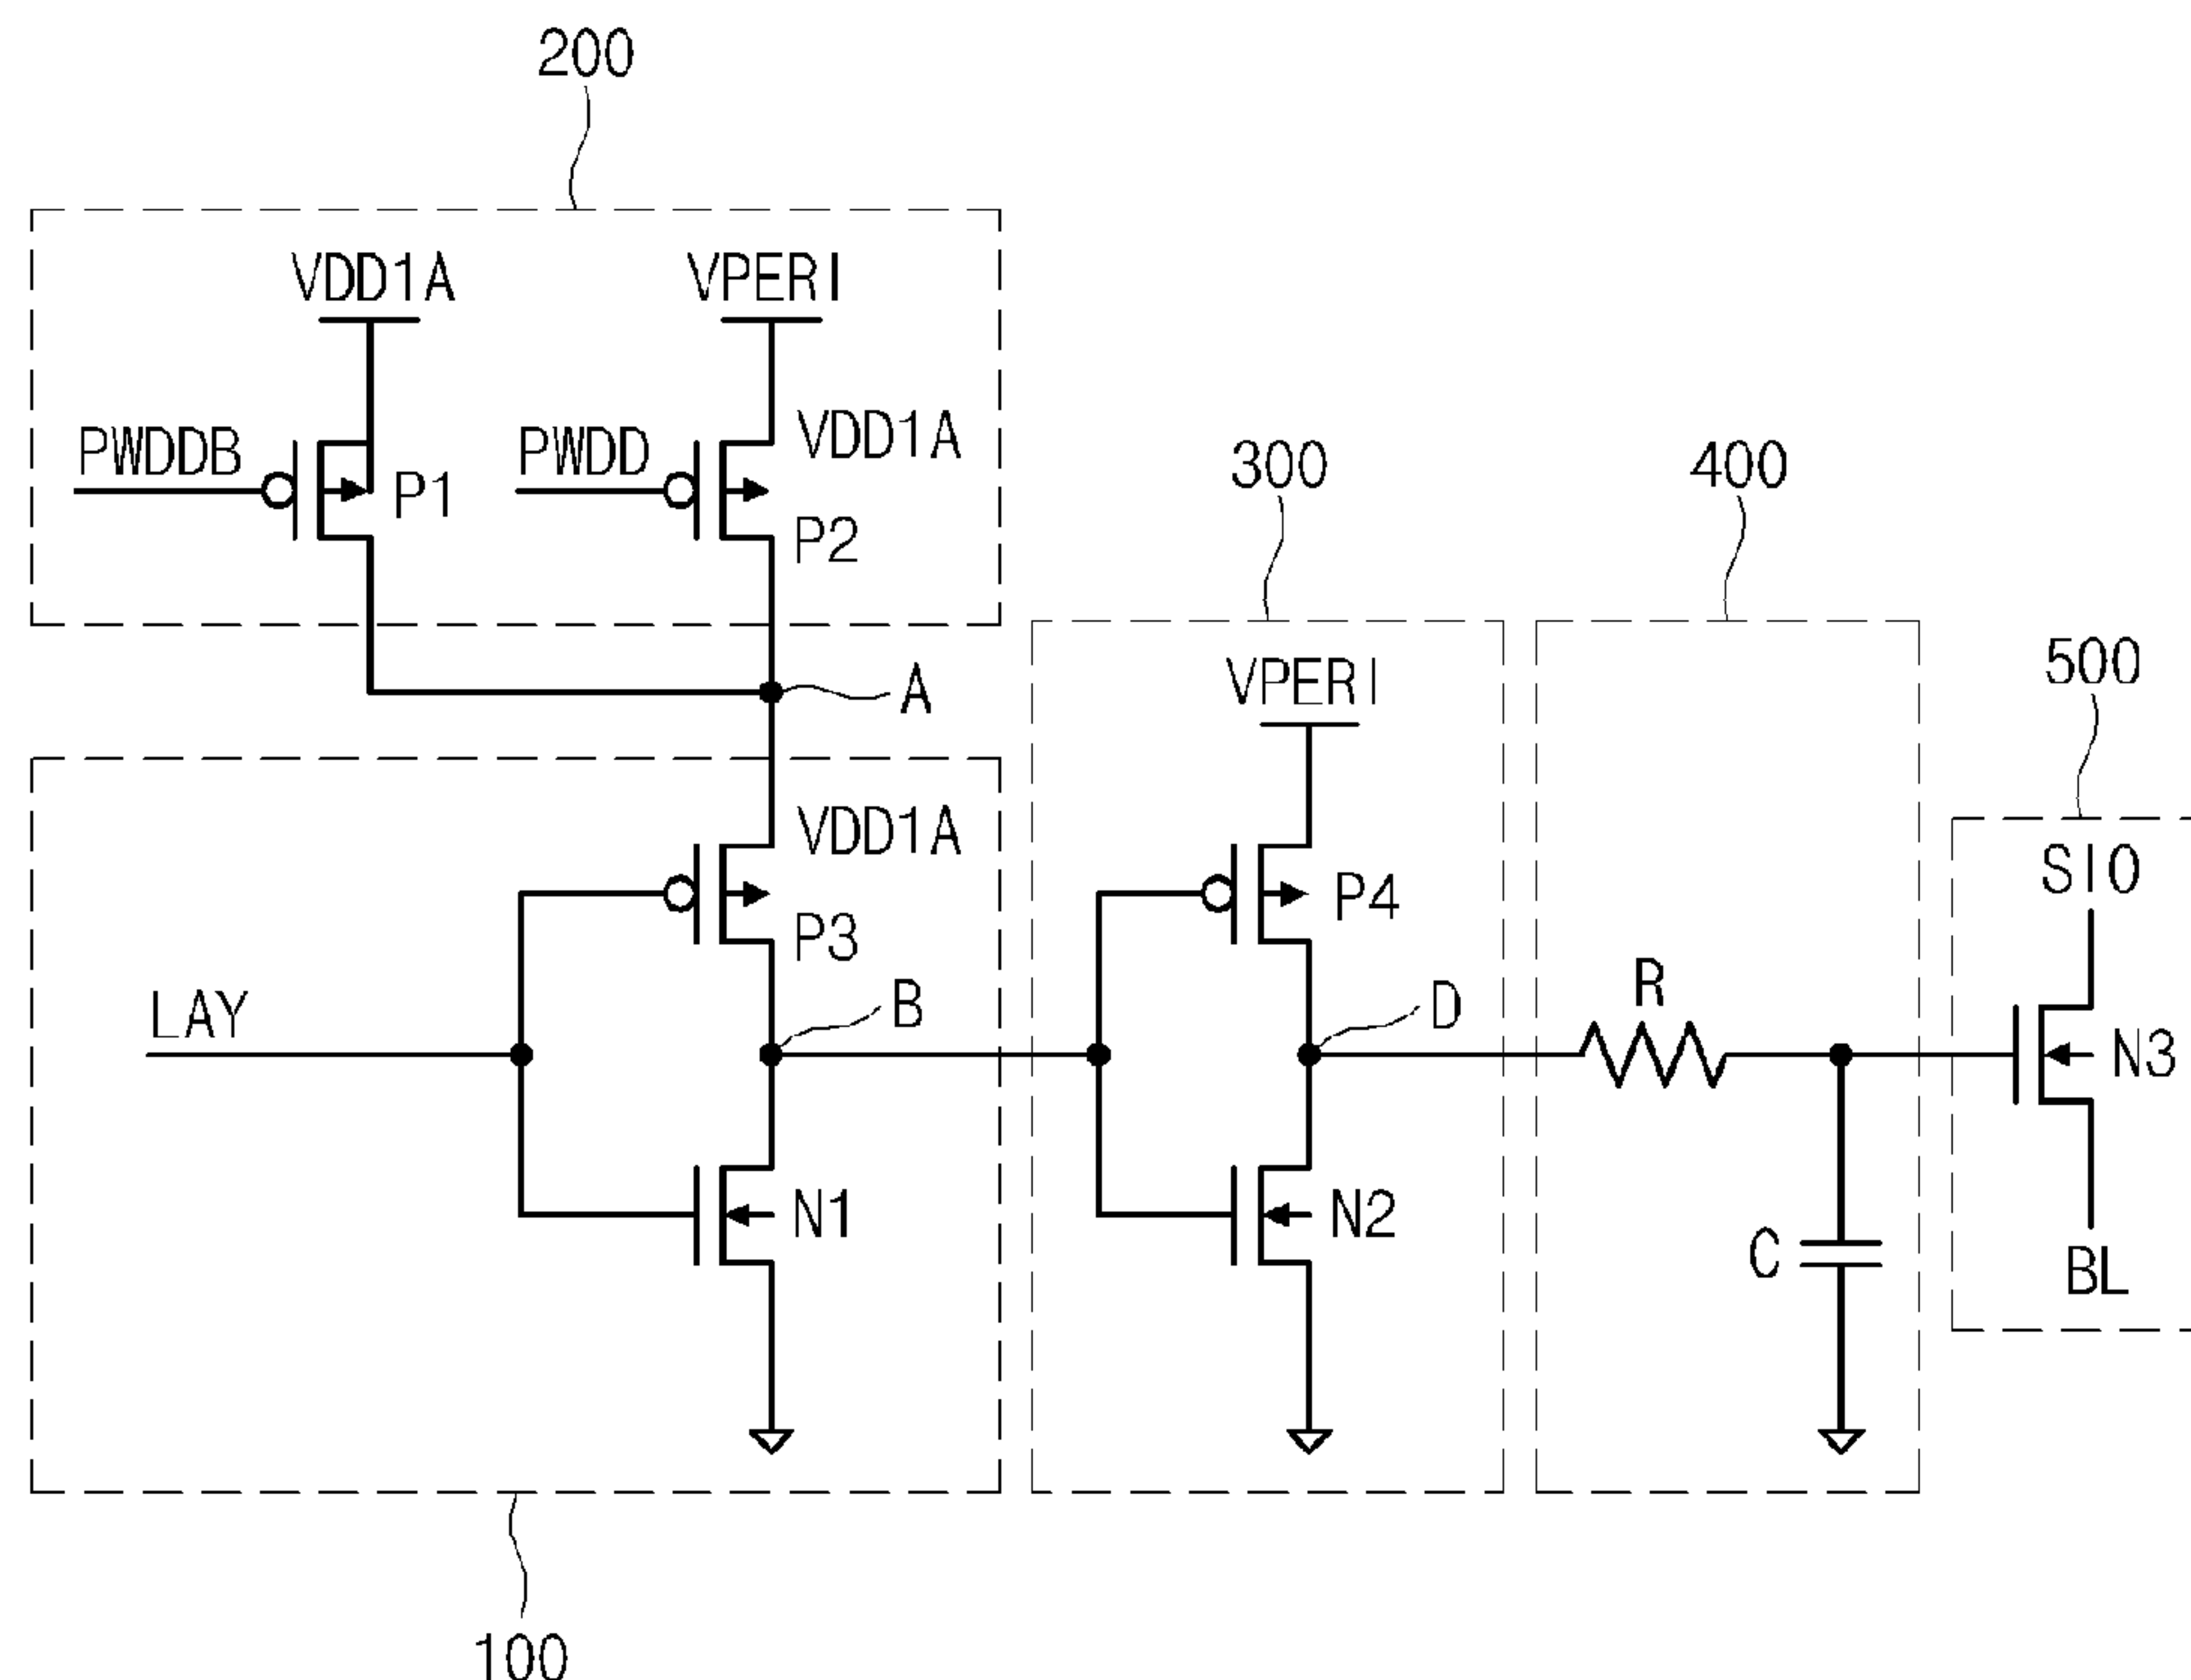 200
VDD1A
VPERI
PWDDB
P1
PWDD
VDD1A
P2
300
400
500
A
VPERI
SIO
VDD1A
P3
P4
LAY
B
D
R
N3
N1
N2
C
BL
100